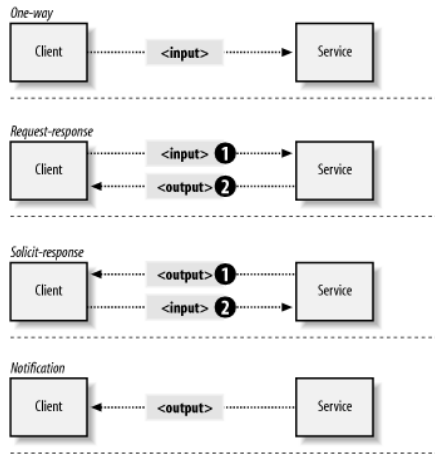 One-way
Client <input> Service
Request-response
<input> 1
Client Service
<output> 2
Solicit-response
<output> 1
Client Service
<input> 2
Notification
Client <output> Service